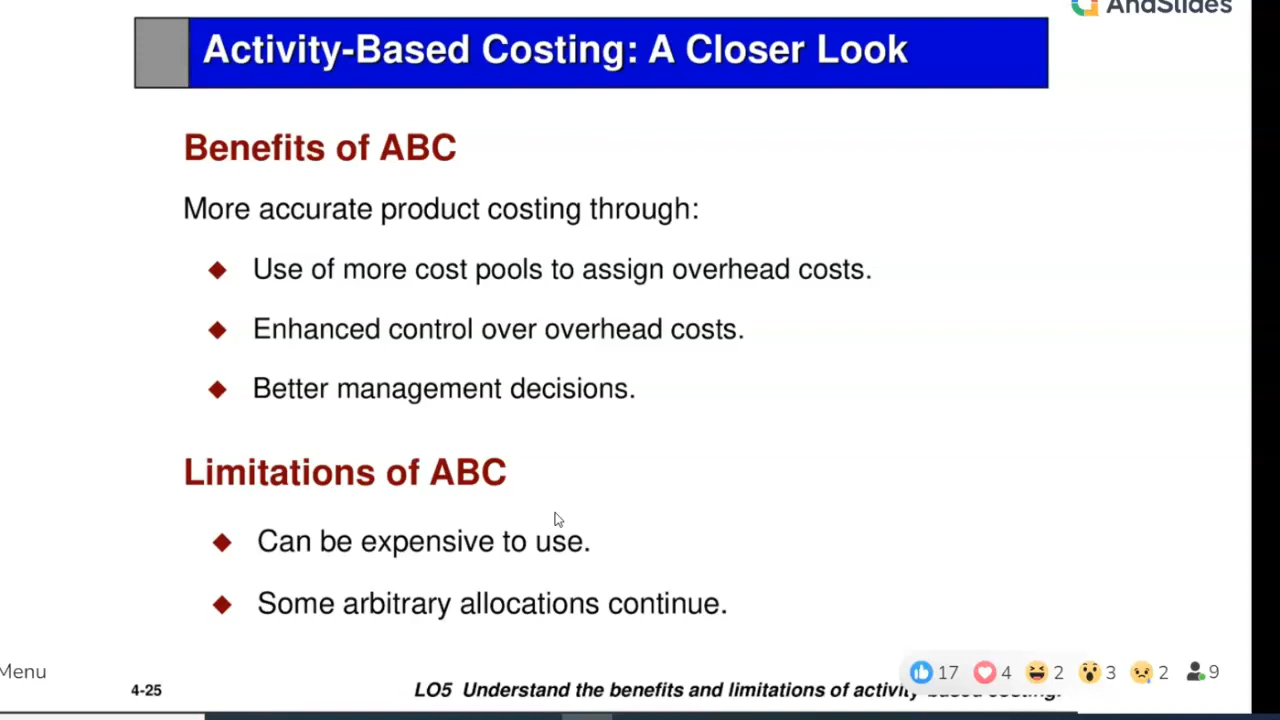 AhaSlides
Activity-Based Costing: A Closer Look
Benefits of ABC
More accurate product costing through:
Use of more cost pools to assign overhead costs.
Enhanced control over overhead costs.
Better management decisions.
Limitations of ABC
Can be expensive to use.
Some arbitrary allocations continue.
Menu
17 4 2 3 2 9
4-25
LO5 Understand the benefits and limitations of activity-based costing.